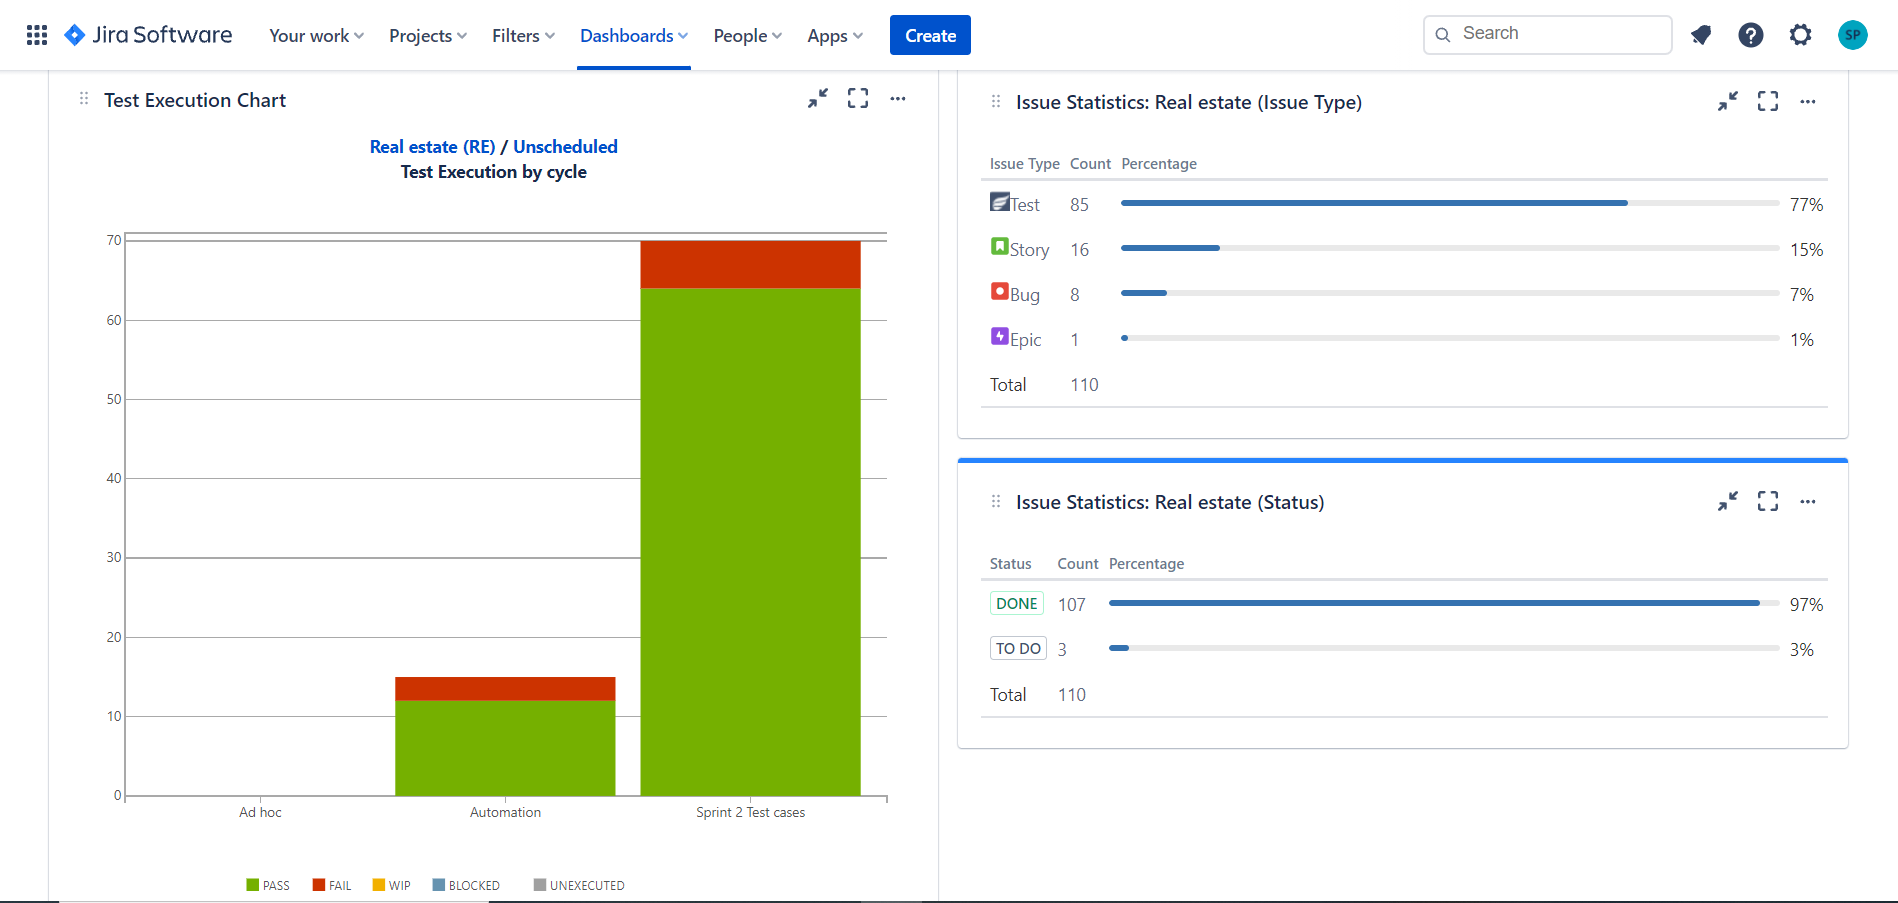 Jira Software Your work Projects Filters Dashboards People Apps Create Search SP
Test Execution Chart
Real estate (RE) / Unscheduled
Test Execution by cycle
70
60
50
40
30
20
10
0
Ad hoc Automation Sprint 2 Test cases
PASS FAIL WIP BLOCKED UNEXECUTED
Issue Statistics: Real estate (Issue Type)
Issue Type Count Percentage
Test 85 77%
Story 16 15%
Bug 8 7%
Epic 1 1%
Total 110
Issue Statistics: Real estate (Status)
Status Count Percentage
DONE 107 97%
TO DO 3 3%
Total 110